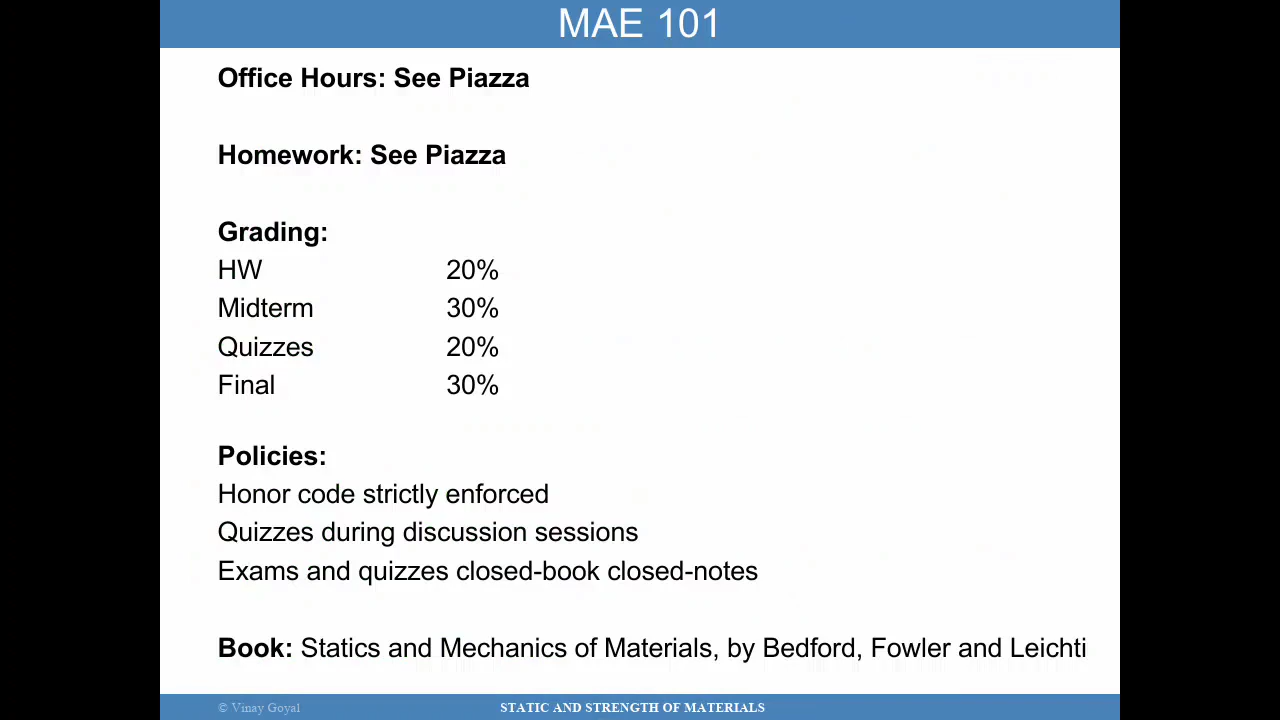 MAE 101
Office Hours: See Piazza
Homework: See Piazza
Grading:
HW 20%
Midterm 30%
Quizzes 20%
Final 30%
Policies:
Honor code strictly enforced
Quizzes during discussion sessions
Exams and quizzes closed-book closed-notes
Book: Statics and Mechanics of Materials, by Bedford, Fowler and Leichti
© Vinay Goyal STATIC AND STRENGTH OF MATERIALS